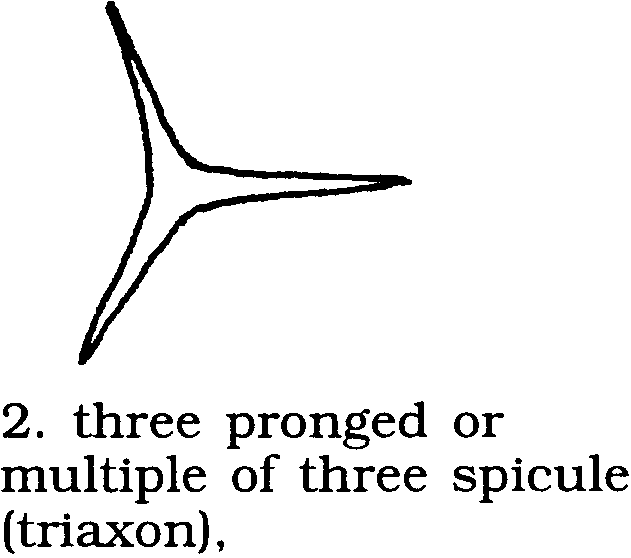 2. three pronged or
multiple of three spicule
(triaxon),